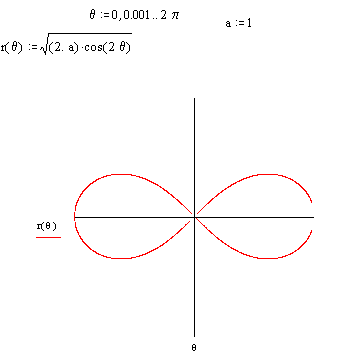 θ := 0, 0.001 .. 2 π
a := 1
r(θ) := √(2. a)·cos(2 θ)
r(θ)
θ